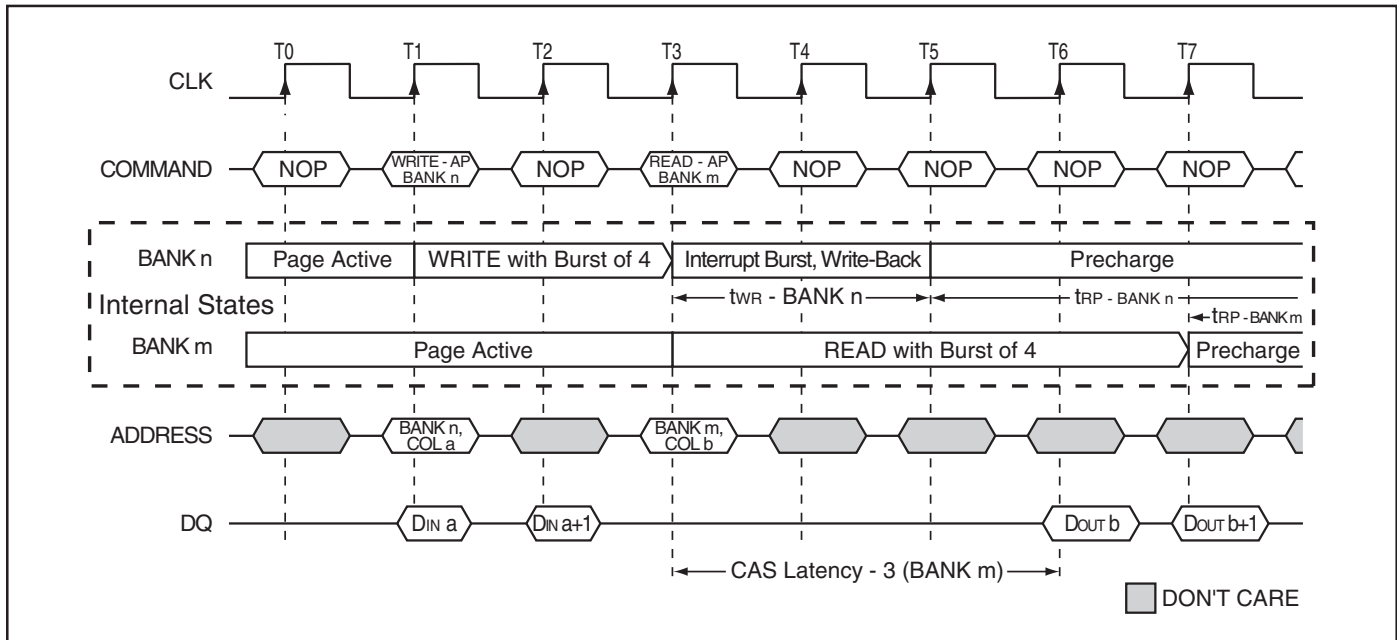 T0 T1 T2 T3 T4 T5 T6 T7
CLK
COMMAND NOP WRITE - AP BANK n NOP READ - AP BANK m NOP NOP NOP NOP
BANK n Page Active WRITE with Burst of 4 Interrupt Burst, Write-Back Precharge
tWR - BANK n tRP - BANK n
Internal States
tRP - BANK m
BANK m Page Active READ with Burst of 4 Precharge
ADDRESS BANK n, COL a BANK m, COL b
DQ DIN a DIN a+1 DOUT b DOUT b+1
CAS Latency - 3 (BANK m)
DON'T CARE